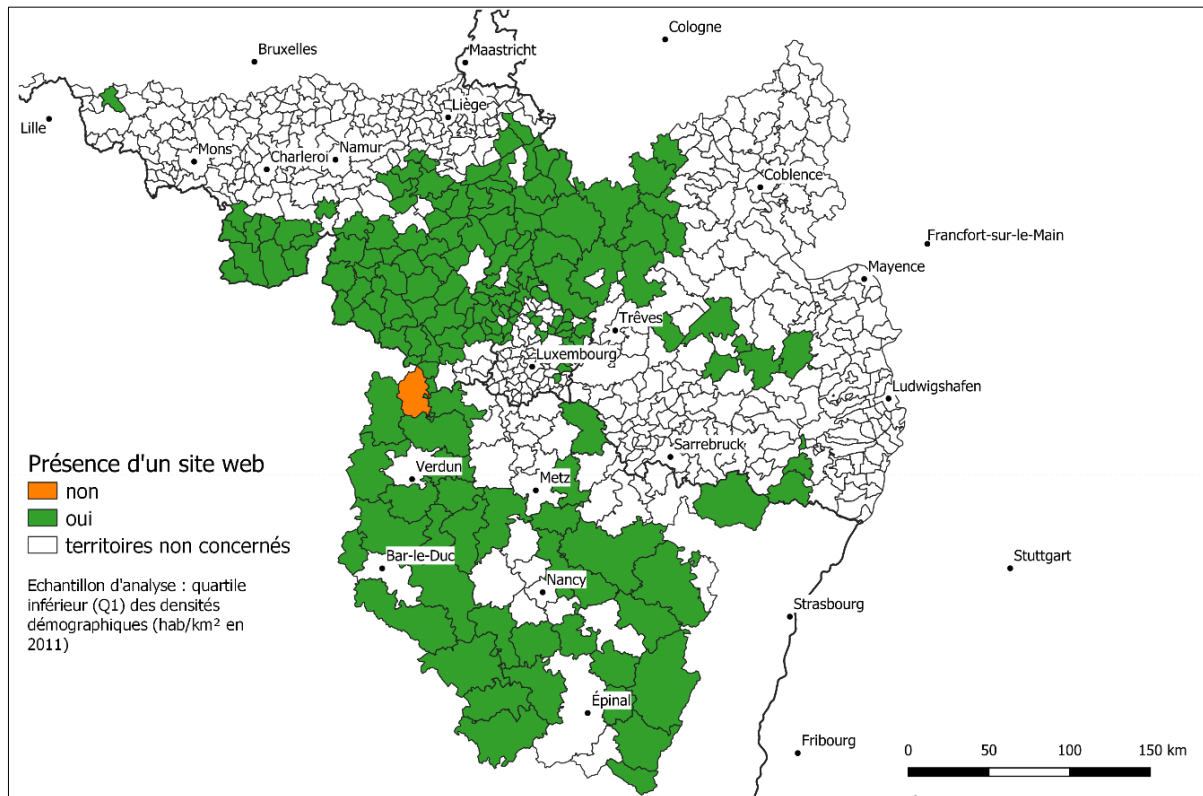 Cologne
Bruxelles
Maastricht
Lille
Liège
Mons
Charleroi
Namur
Coblence
Francfort-sur-le-Main
Mayence
Trêves
Luxembourg
Ludwigshafen
Sarrebruck
Verdun
Metz
Bar-le-Duc
Nancy
Stuttgart
Strasbourg
Épinal
Fribourg
Présence d'un site web
non
oui
territoires non concernés
Echantillon d'analyse : quartile
inférieur (Q1) des densités
démographiques (hab/km² en
2011)
0 50 100 150 km